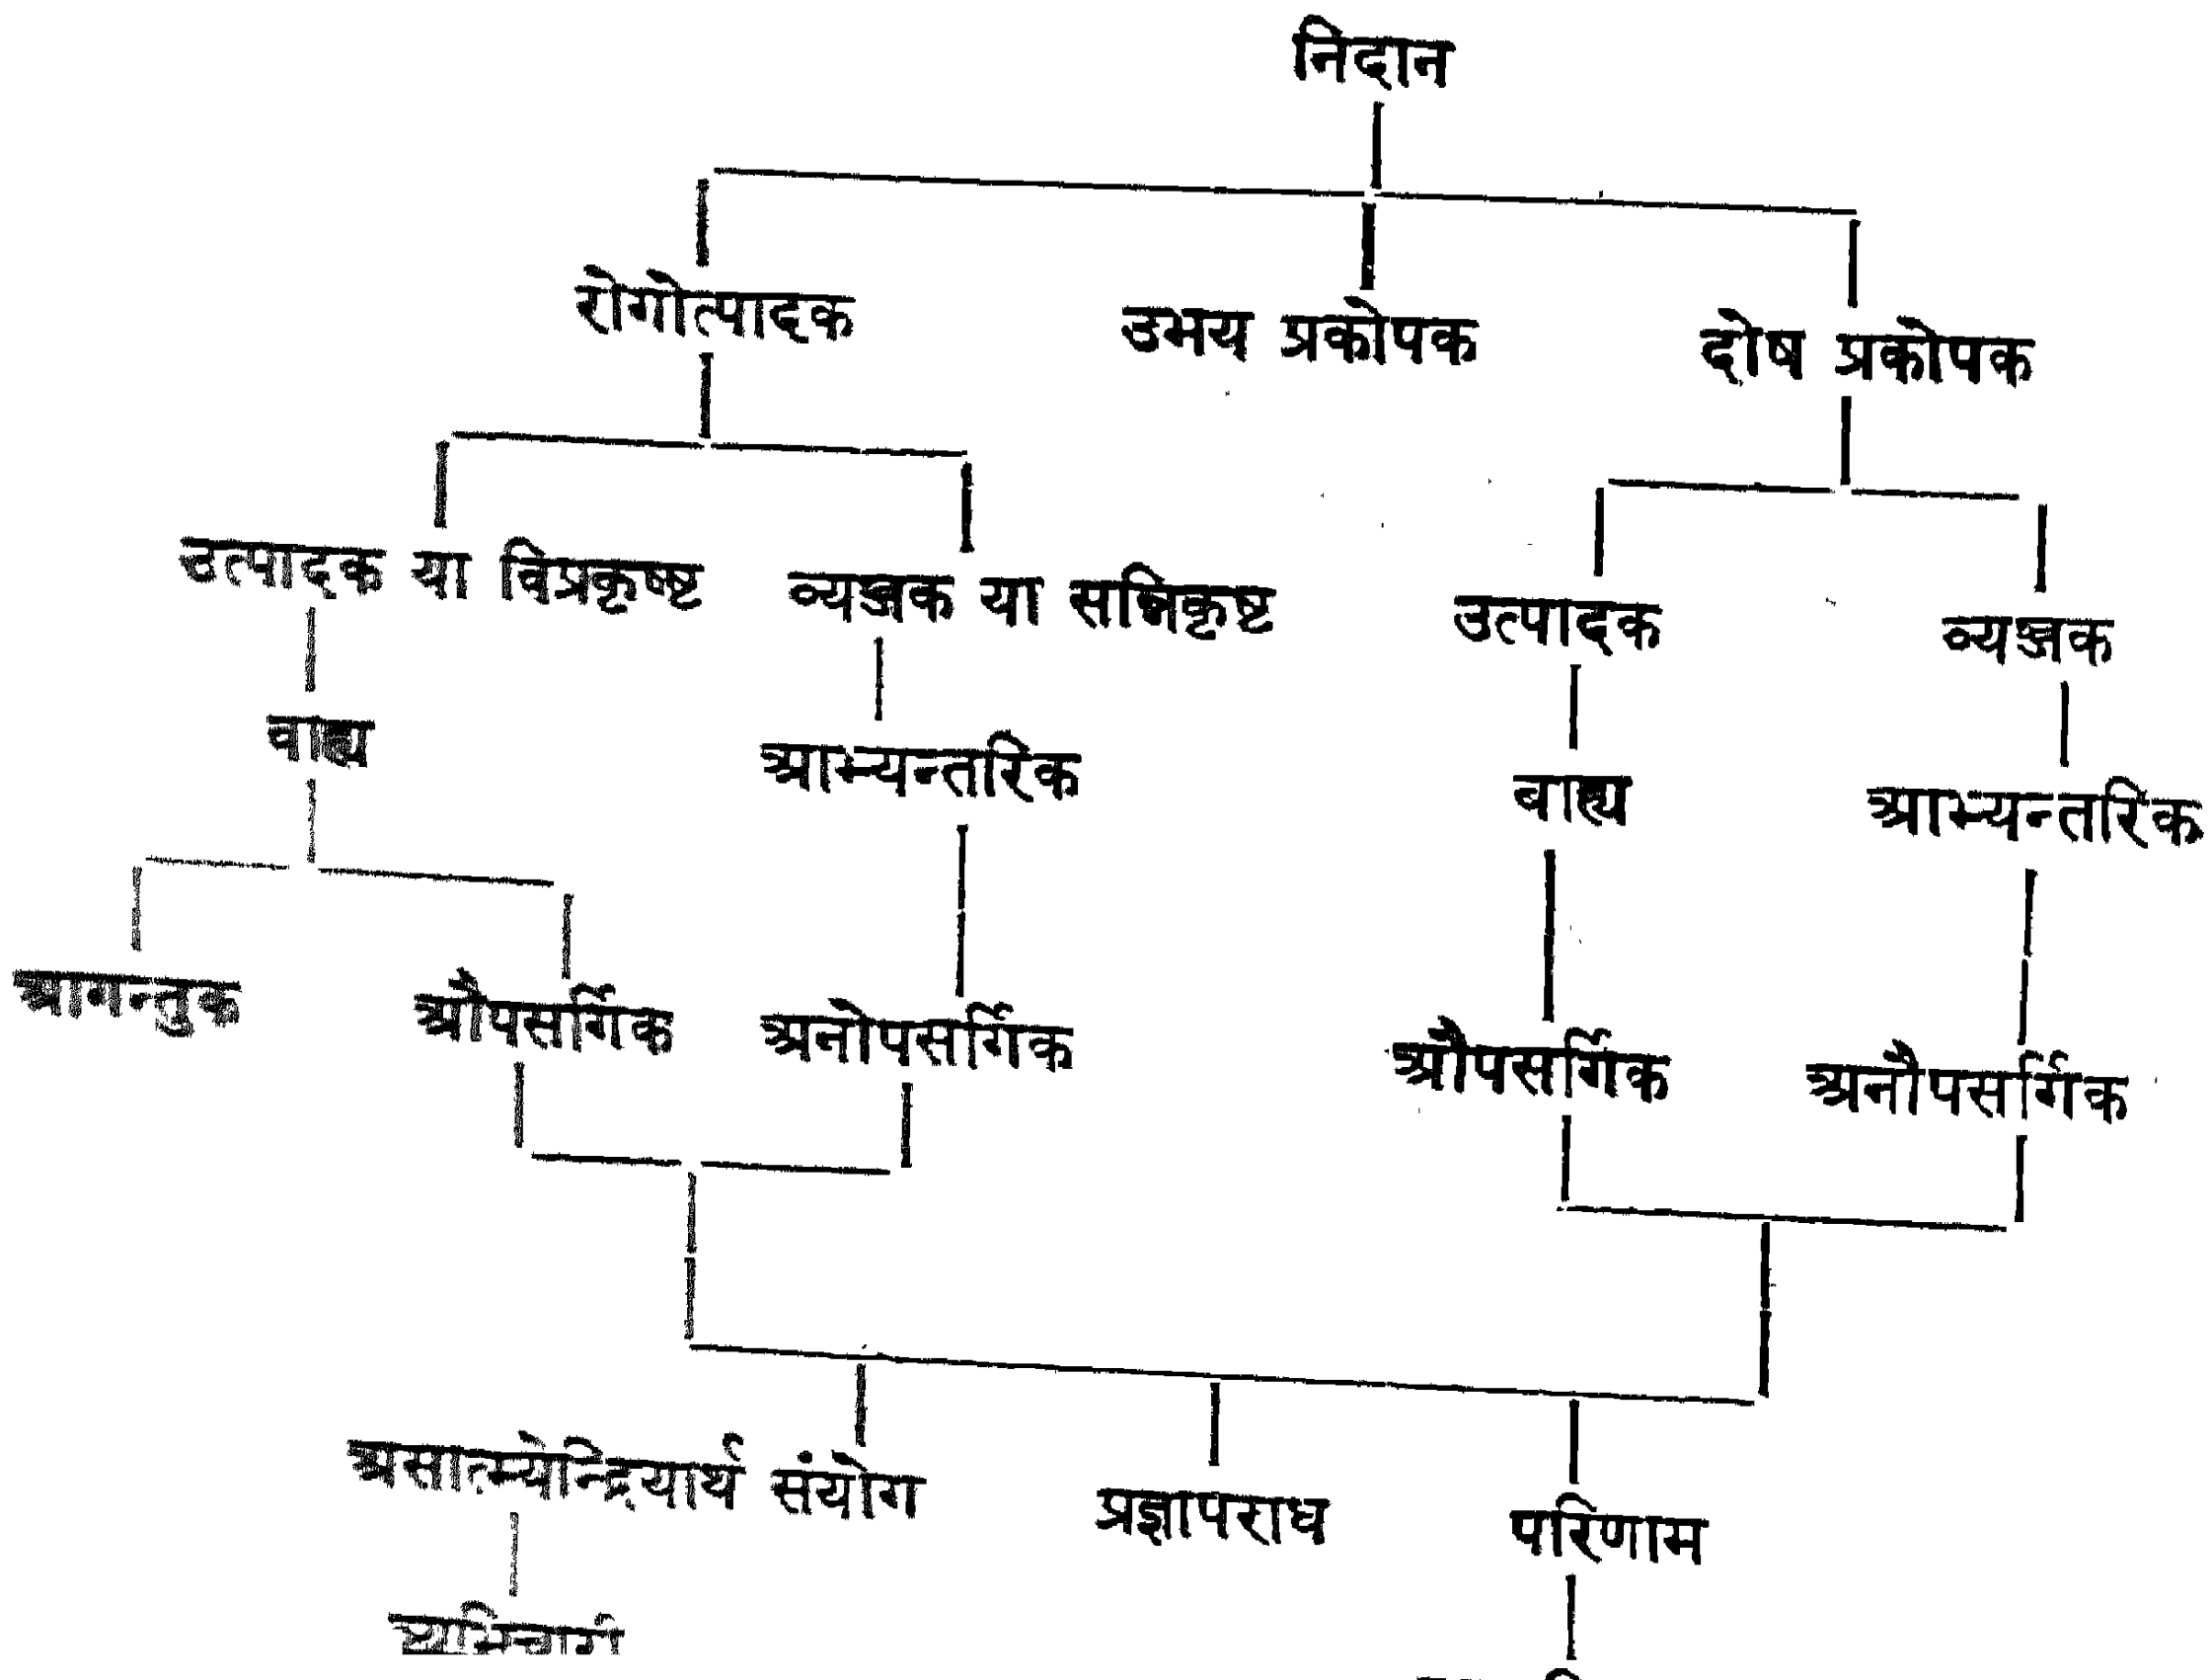 निदान
रोगोत्पादक उभय प्रकोपक दोष प्रकोपक
उत्पादक या विप्रकृष्ष्ट व्यञ्जक या सन्निकृष्ट उत्पादक व्यञ्जक
वाह्य आभ्यन्तरिक बाह्य आभ्यन्तरिक
आगन्तुक औपसर्गिक अनोपसर्गिक औपसर्गिक अनौपसर्गिक
असात्म्येन्द्रियार्थ संयोग प्रज्ञापराध परिणाम